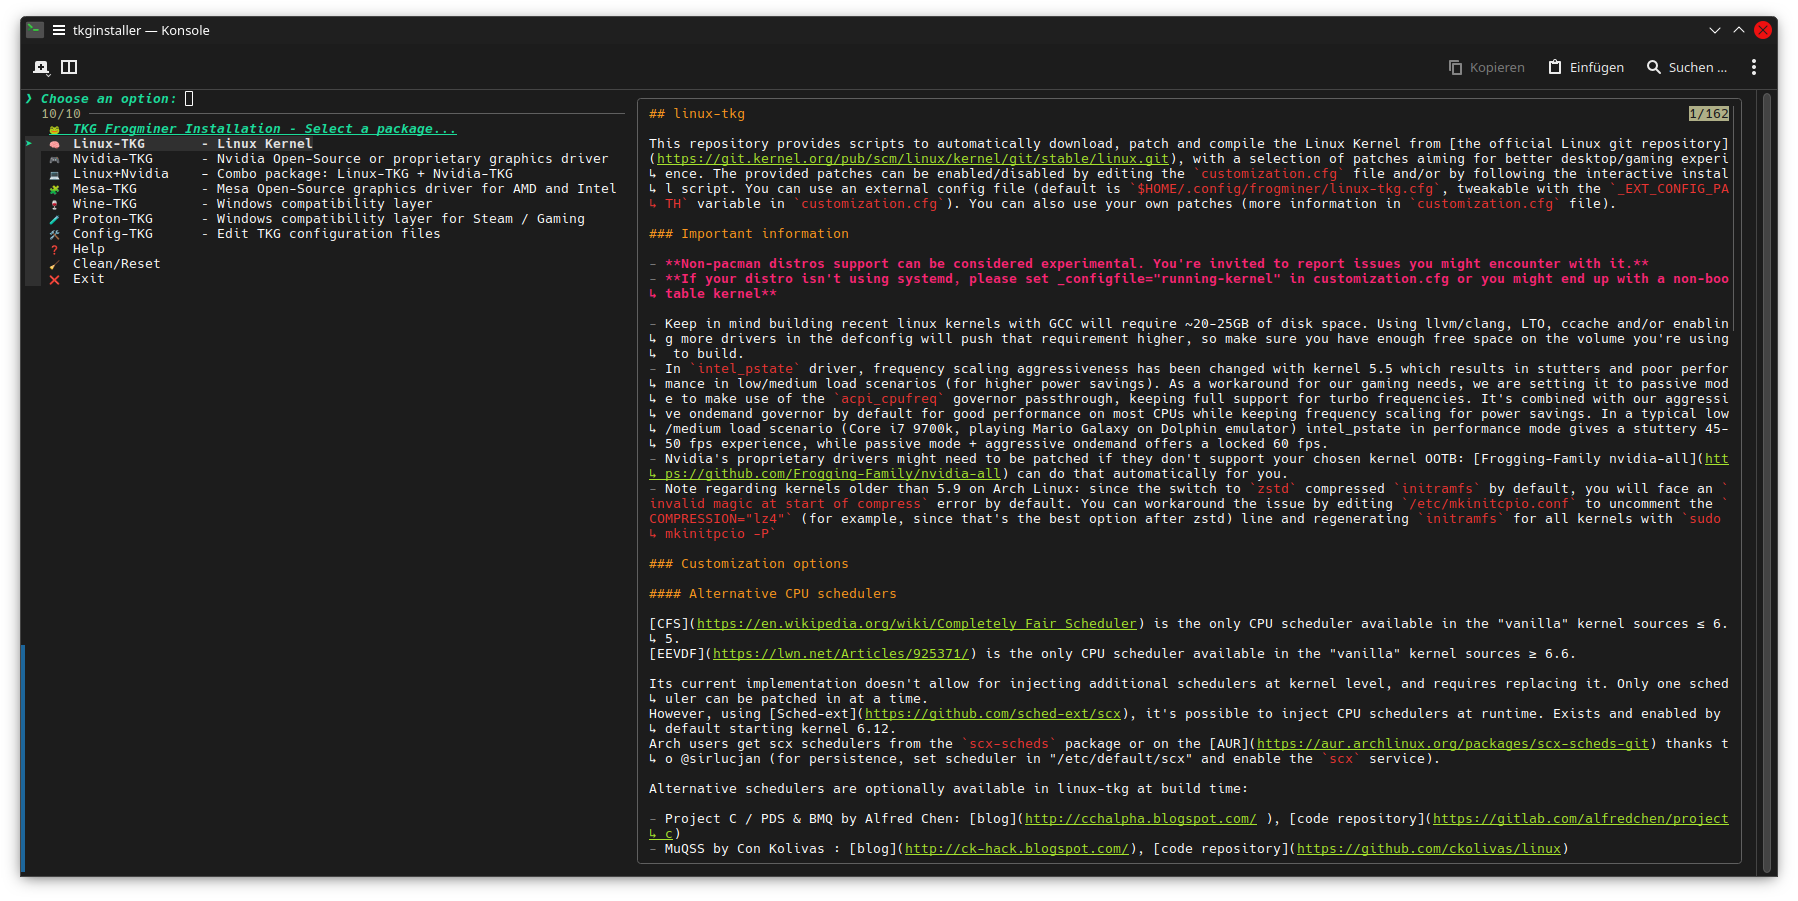 tkginstaller — Konsole
Kopieren
Einfügen
Suchen ...
❯ Choose an option:
10/10
TKG Frogminer Installation - Select a package...
Linux-TKG - Linux Kernel
Nvidia-TKG - Nvidia Open-Source or proprietary graphics driver
Linux+Nvidia - Combo package: Linux-TKG + Nvidia-TKG
Mesa-TKG - Mesa Open-Source graphics driver for AMD and Intel
Wine-TKG - Windows compatibility layer
Proton-TKG - Windows compatibility layer for Steam / Gaming
Config-TKG - Edit TKG configuration files
Help
Clean/Reset
Exit
## linux-tkg
1/162
This repository provides scripts to automatically download, patch and compile the Linux Kernel from [the official Linux git repository]
(https://git.kernel.org/pub/scm/linux/kernel/git/stable/linux.git), with a selection of patches aiming for better desktop/gaming experi
↳ ence. The provided patches can be enabled/disabled by editing the `customization.cfg` file and/or by following the interactive instal
↳ l script. You can use an external config file (default is `$HOME/.config/frogminer/linux-tkg.cfg`, tweakable with the `_EXT_CONFIG_PA
↳ TH` variable in `customization.cfg`). You can also use your own patches (more information in `customization.cfg` file).
### Important information
- **Non-pacman distros support can be considered experimental. You're invited to report issues you might encounter with it.**
- **If your distro isn't using systemd, please set _configfile="running-kernel" in customization.cfg or you might end up with a non-boo
↳ table kernel**
- Keep in mind building recent linux kernels with GCC will require ~20-25GB of disk space. Using llvm/clang, LTO, ccache and/or enablin
↳ g more drivers in the defconfig will push that requirement higher, so make sure you have enough free space on the volume you're using
↳  to build.
- In `intel_pstate` driver, frequency scaling aggressiveness has been changed with kernel 5.5 which results in stutters and poor perfor
↳ mance in low/medium load scenarios (for higher power savings). As a workaround for our gaming needs, we are setting it to passive mod
↳ e to make use of the `acpi_cpufreq` governor passthrough, keeping full support for turbo frequencies. It's combined with our aggressi
↳ ve ondemand governor by default for good performance on most CPUs while keeping frequency scaling for power savings. In a typical low
↳ /medium load scenario (Core i7 9700k, playing Mario Galaxy on Dolphin emulator) intel_pstate in performance mode gives a stuttery 45-
↳ 50 fps experience, while passive mode + aggressive ondemand offers a locked 60 fps.
- Nvidia's proprietary drivers might need to be patched if they don't support your chosen kernel OOTB: [Frogging-Family nvidia-all](htt
↳ ps://github.com/Frogging-Family/nvidia-all) can do that automatically for you.
- Note regarding kernels older than 5.9 on Arch Linux: since the switch to `zstd` compressed `initramfs` by default, you will face an `
invalid magic at start of compress` error by default. You can workaround the issue by editing `/etc/mkinitcpio.conf` to uncomment the `
COMPRESSION="lz4"` (for example, since that's the best option after zstd) line and regenerating `initramfs` for all kernels with `sudo
↳ mkinitpcio -P`
### Customization options
#### Alternative CPU schedulers
[CFS](https://en.wikipedia.org/wiki/Completely_Fair_Scheduler) is the only CPU scheduler available in the "vanilla" kernel sources ≤ 6.
↳ 5.
[EEVDF](https://lwn.net/Articles/925371/) is the only CPU scheduler available in the "vanilla" kernel sources ≥ 6.6.
Its current implementation doesn't allow for injecting additional schedulers at kernel level, and requires replacing it. Only one sched
↳ uler can be patched in at a time.
However, using [Sched-ext](https://github.com/sched-ext/scx), it's possible to inject CPU schedulers at runtime. Exists and enabled by
↳ default starting kernel 6.12.
Arch users get scx schedulers from the `scx-scheds` package or on the [AUR](https://aur.archlinux.org/packages/scx-scheds-git) thanks t
↳ o @sirlucjan (for persistence, set scheduler in "/etc/default/scx" and enable the `scx` service).
Alternative schedulers are optionally available in linux-tkg at build time:
- Project C / PDS & BMQ by Alfred Chen: [blog](http://cchalpha.blogspot.com/ ), [code repository](https://gitlab.com/alfredchen/project
↳ c)
- MuQSS by Con Kolivas : [blog](http://ck-hack.blogspot.com/), [code repository](https://github.com/ckolivas/linux)